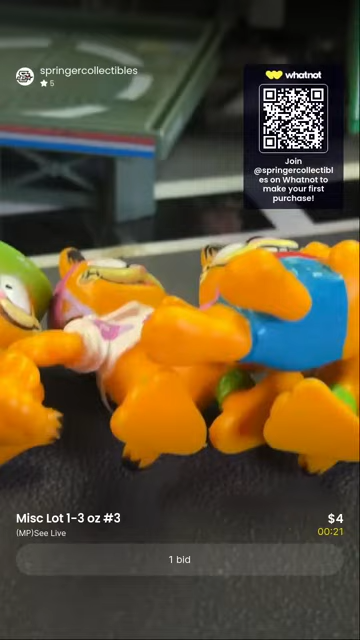 springercollectibles
★ 5
whatnot
Join
@springercollectibl
es on Whatnot to
make your first
purchase!
Misc Lot 1-3 oz #3
$4
(MP)See Live
00:21
1 bid